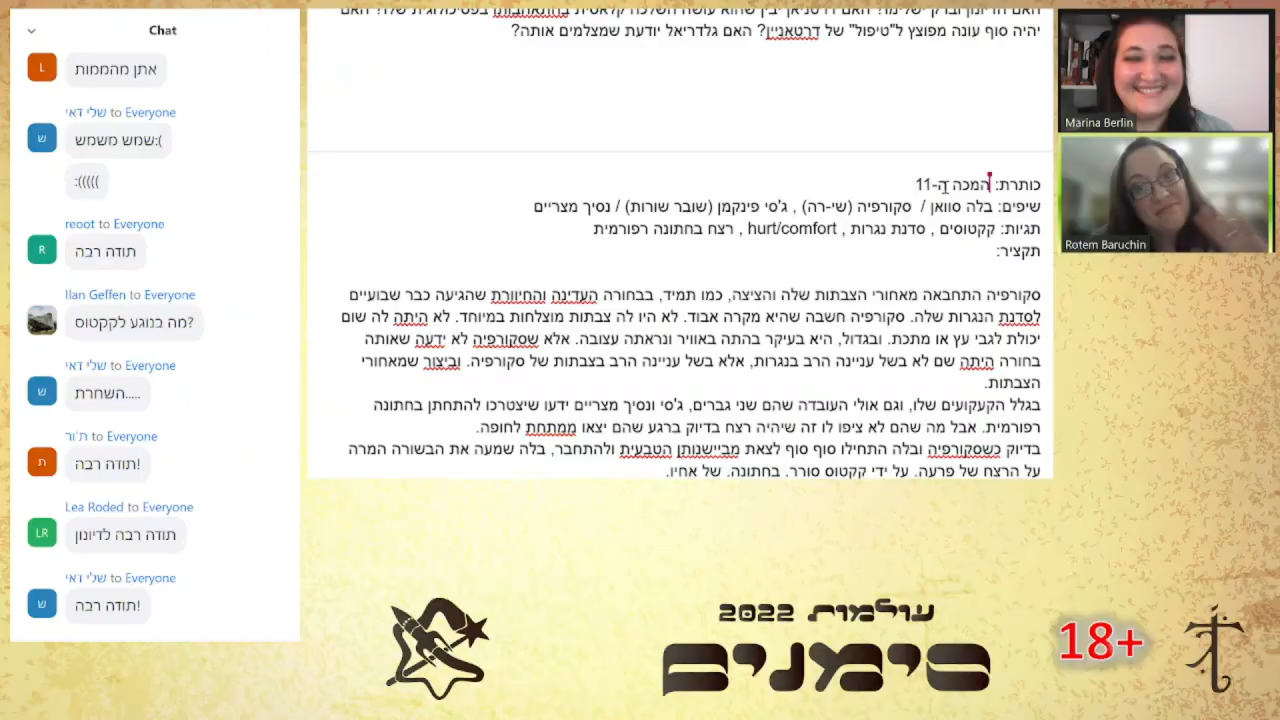 Chat
L
אתן מהממות
שלי דאי to Everyone
ש
שמש משמש:(
:(((((
reoot to Everyone
R
תודה רבה
Ilan Geffen to Everyone
מה בנוגע לקקטוס?
שלי דאי to Everyone
ש
השחרת.....
ת'ור to Everyone
ת
תודה רבה!
Lea Roded to Everyone
LR
תודה רבה לדיונון
שלי דאי to Everyone
ש
תודה רבה!
יהיה סוף עונה מפוצץ ל"טיפול" של דרטאניין? האם גלדריאל יודעת שמצלמים אותה?
כותרת: המכה ה-11
שיפים: בלה סוואן / סקורפיה (שי-רה) , ג'סי פינקמן (שובר שורות) / נסיך מצריים
תגיות: קקטוסים , סדנת נגרות , hurt/comfort , רצח בחתונה רפורמית
תקציר:
סקורפיה התחבאה מאחורי הצבתות שלה והציצה, כמו תמיד, בבחורה העדינה והחיוורת שהגיעה כבר שבועיים
לסדנת הנגרות שלה. סקורפיה חשבה שהיא מקרה אבוד. לא היו לה צבתות מוצלחות במיוחד. לא היתה לה שום
יכולת לגבי עץ או מתכת. ובגדול, היא בעיקר בהתה באוויר ונראתה עצובה. אלא שסקורפיה לא ידעה שאותה
בחורה היתה שם לא בשל עניינה הרב בנגרות, אלא בשל עניינה הרב בצבתות של סקורפיה. וביצור שמאחורי
הצבתות.
בגלל הקעקועים שלו, וגם אולי העובדה שהם שני גברים, ג'סי ונסיך מצריים ידעו שיצטרכו להתחתן בחתונה
רפורמית. אבל מה שהם לא ציפו לו זה שיהיה רצח בדיוק ברגע שהם יצאו ממתחת לחופה.
בדיוק כשסקורפיה ובלה התחילו סוף סוף לצאת מביישנותן הטבעית ולהתחבר, בלה שמעה את הבשורה המרה
על הרצח של פרעה. על ידי קקטוס סורר. בחתונה. של אחיו.
Marina Berlin
Rotem Baruchin
עולמות 2022
סימנים
18+